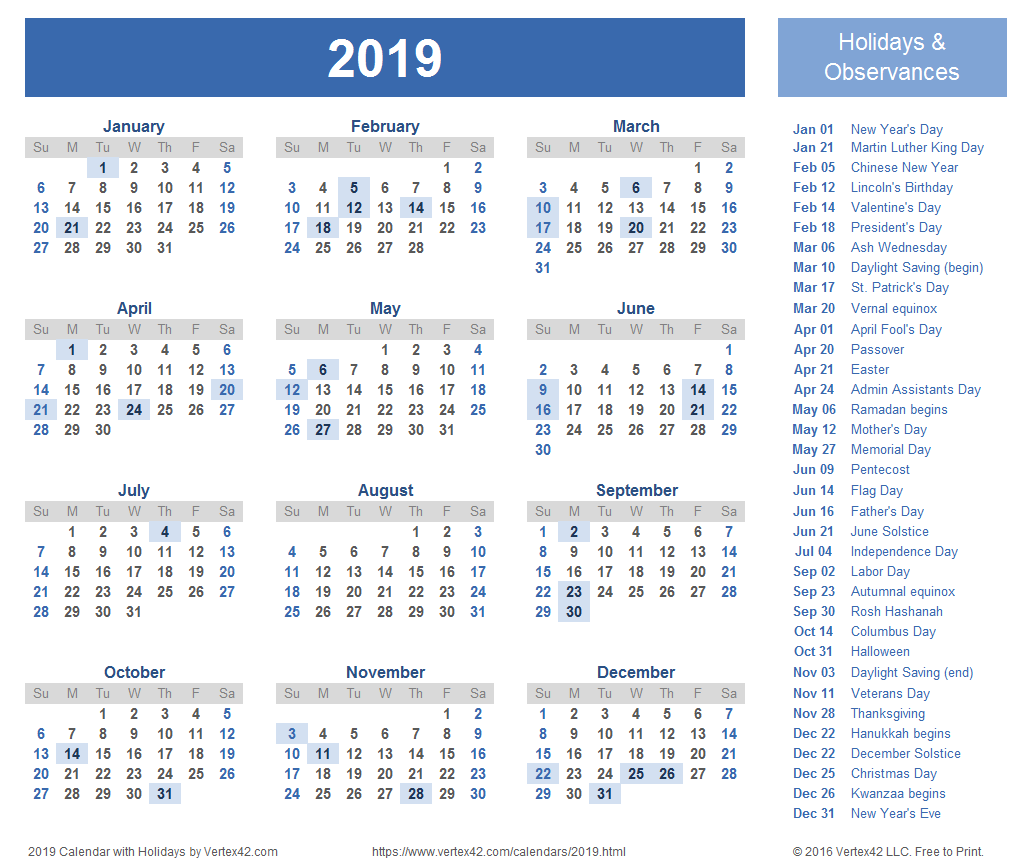 2019
Holidays &
Observances
January
Su M Tu W Th F Sa
1 2 3 4 5
6 7 8 9 10 11 12
13 14 15 16 17 18 19
20 21 22 23 24 25 26
27 28 29 30 31
February
Su M Tu W Th F Sa
1 2
3 4 5 6 7 8 9
10 11 12 13 14 15 16
17 18 19 20 21 22 23
24 25 26 27 28
March
Su M Tu W Th F Sa
1 2
3 4 5 6 7 8 9
10 11 12 13 14 15 16
17 18 19 20 21 22 23
24 25 26 27 28 29 30
31
April
Su M Tu W Th F Sa
1 2 3 4 5 6
7 8 9 10 11 12 13
14 15 16 17 18 19 20
21 22 23 24 25 26 27
28 29 30
May
Su M Tu W Th F Sa
1 2 3 4
5 6 7 8 9 10 11
12 13 14 15 16 17 18
19 20 21 22 23 24 25
26 27 28 29 30 31
June
Su M Tu W Th F Sa
1
2 3 4 5 6 7 8
9 10 11 12 13 14 15
16 17 18 19 20 21 22
23 24 25 26 27 28 29
30
July
Su M Tu W Th F Sa
1 2 3 4 5 6
7 8 9 10 11 12 13
14 15 16 17 18 19 20
21 22 23 24 25 26 27
28 29 30 31
August
Su M Tu W Th F Sa
1 2 3
4 5 6 7 8 9 10
11 12 13 14 15 16 17
18 19 20 21 22 23 24
25 26 27 28 29 30 31
September
Su M Tu W Th F Sa
1 2 3 4 5 6 7
8 9 10 11 12 13 14
15 16 17 18 19 20 21
22 23 24 25 26 27 28
29 30
October
Su M Tu W Th F Sa
1 2 3 4 5
6 7 8 9 10 11 12
13 14 15 16 17 18 19
20 21 22 23 24 25 26
27 28 29 30 31
November
Su M Tu W Th F Sa
1 2
3 4 5 6 7 8 9
10 11 12 13 14 15 16
17 18 19 20 21 22 23
24 25 26 27 28 29 30
December
Su M Tu W Th F Sa
1 2 3 4 5 6 7
8 9 10 11 12 13 14
15 16 17 18 19 20 21
22 23 24 25 26 27 28
29 30 31
Jan 01 New Year's Day
Jan 21 Martin Luther King Day
Feb 05 Chinese New Year
Feb 12 Lincoln's Birthday
Feb 14 Valentine's Day
Feb 18 President's Day
Mar 06 Ash Wednesday
Mar 10 Daylight Saving (begin)
Mar 17 St. Patrick's Day
Mar 20 Vernal equinox
Apr 01 April Fool's Day
Apr 20 Passover
Apr 21 Easter
Apr 24 Admin Assistants Day
May 06 Ramadan begins
May 12 Mother's Day
May 27 Memorial Day
Jun 09 Pentecost
Jun 14 Flag Day
Jun 16 Father's Day
Jun 21 June Solstice
Jul 04 Independence Day
Sep 02 Labor Day
Sep 23 Autumnal equinox
Sep 30 Rosh Hashanah
Oct 14 Columbus Day
Oct 31 Halloween
Nov 03 Daylight Saving (end)
Nov 11 Veterans Day
Nov 28 Thanksgiving
Dec 22 Hanukkah begins
Dec 22 December Solstice
Dec 25 Christmas Day
Dec 26 Kwanzaa begins
Dec 31 New Year's Eve
2019 Calendar with Holidays by Vertex42.com https://www.vertex42.com/calendars/2019.html © 2016 Vertex42 LLC. Free to Print.